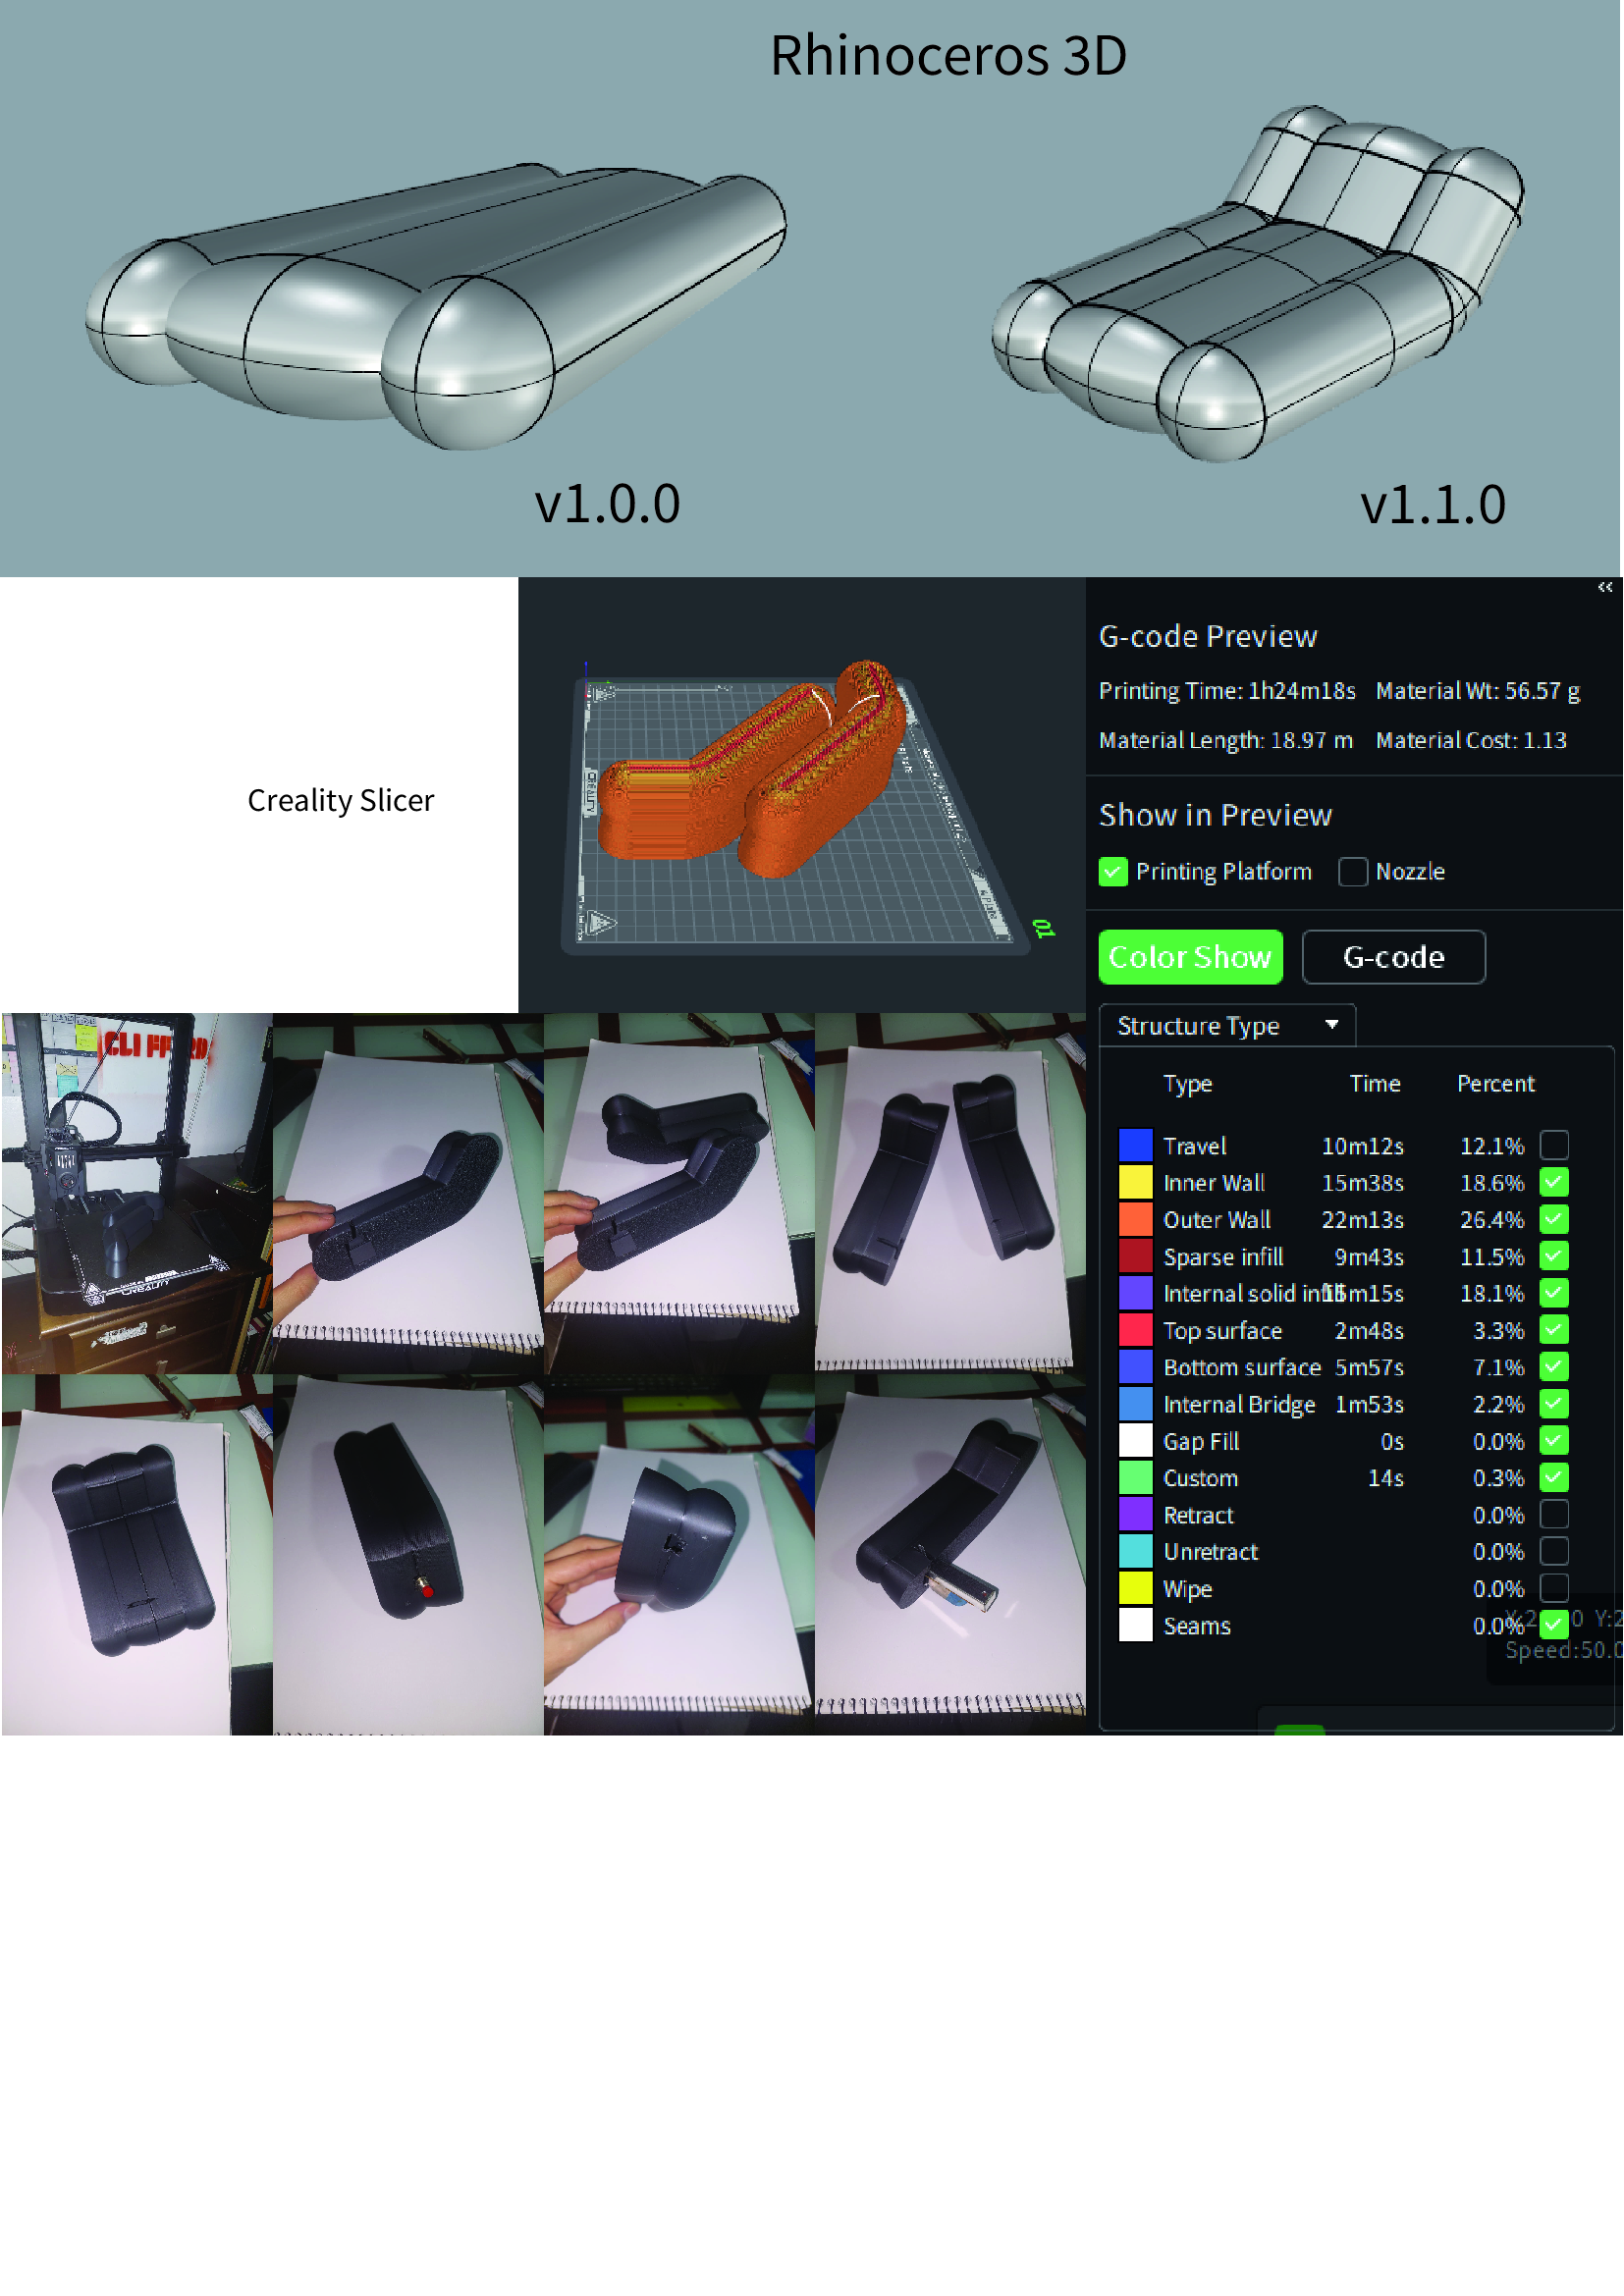 Rhinoceros 3D
v1.0.0
v1.1.0
Creality Slicer
G-code Preview
Printing Time: 1h24m18s Material Wt: 56.57 g
Material Length: 18.97 m Material Cost: 1.13
Show in Preview
Printing Platform Nozzle
Color Show G-code
Structure Type
Type Time Percent
Travel 10m12s 12.1%
Inner Wall 15m38s 18.6%
Outer Wall 22m13s 26.4%
Sparse infill 9m43s 11.5%
Internal solid infill 15m15s 18.1%
Top surface 2m48s 3.3%
Bottom surface 5m57s 7.1%
Internal Bridge 1m53s 2.2%
Gap Fill 0s 0.0%
Custom 14s 0.3%
Retract 0.0%
Unretract 0.0%
Wipe 0.0%
Seams 0.0%
Speed:50.0
01
CREALITY
CLIFFORD
CREALITY